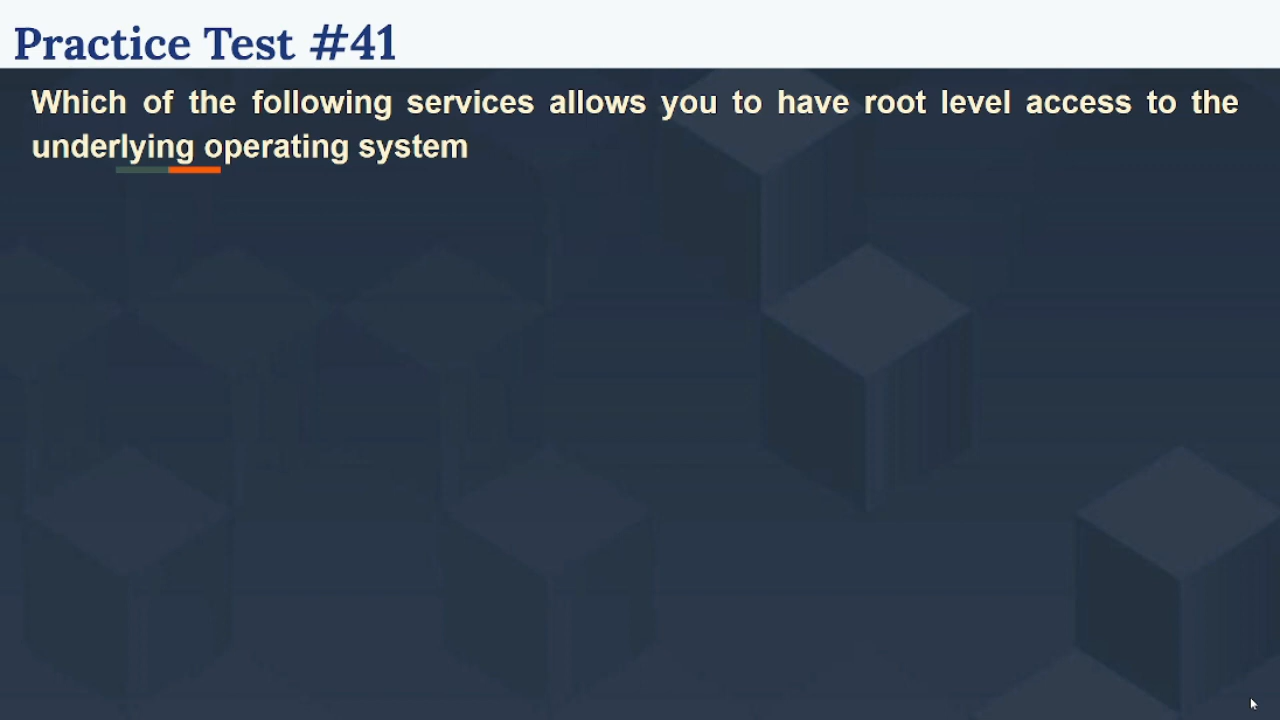 Practice Test #41
Which of the following services allows you to have root level access to the
underlying operating system